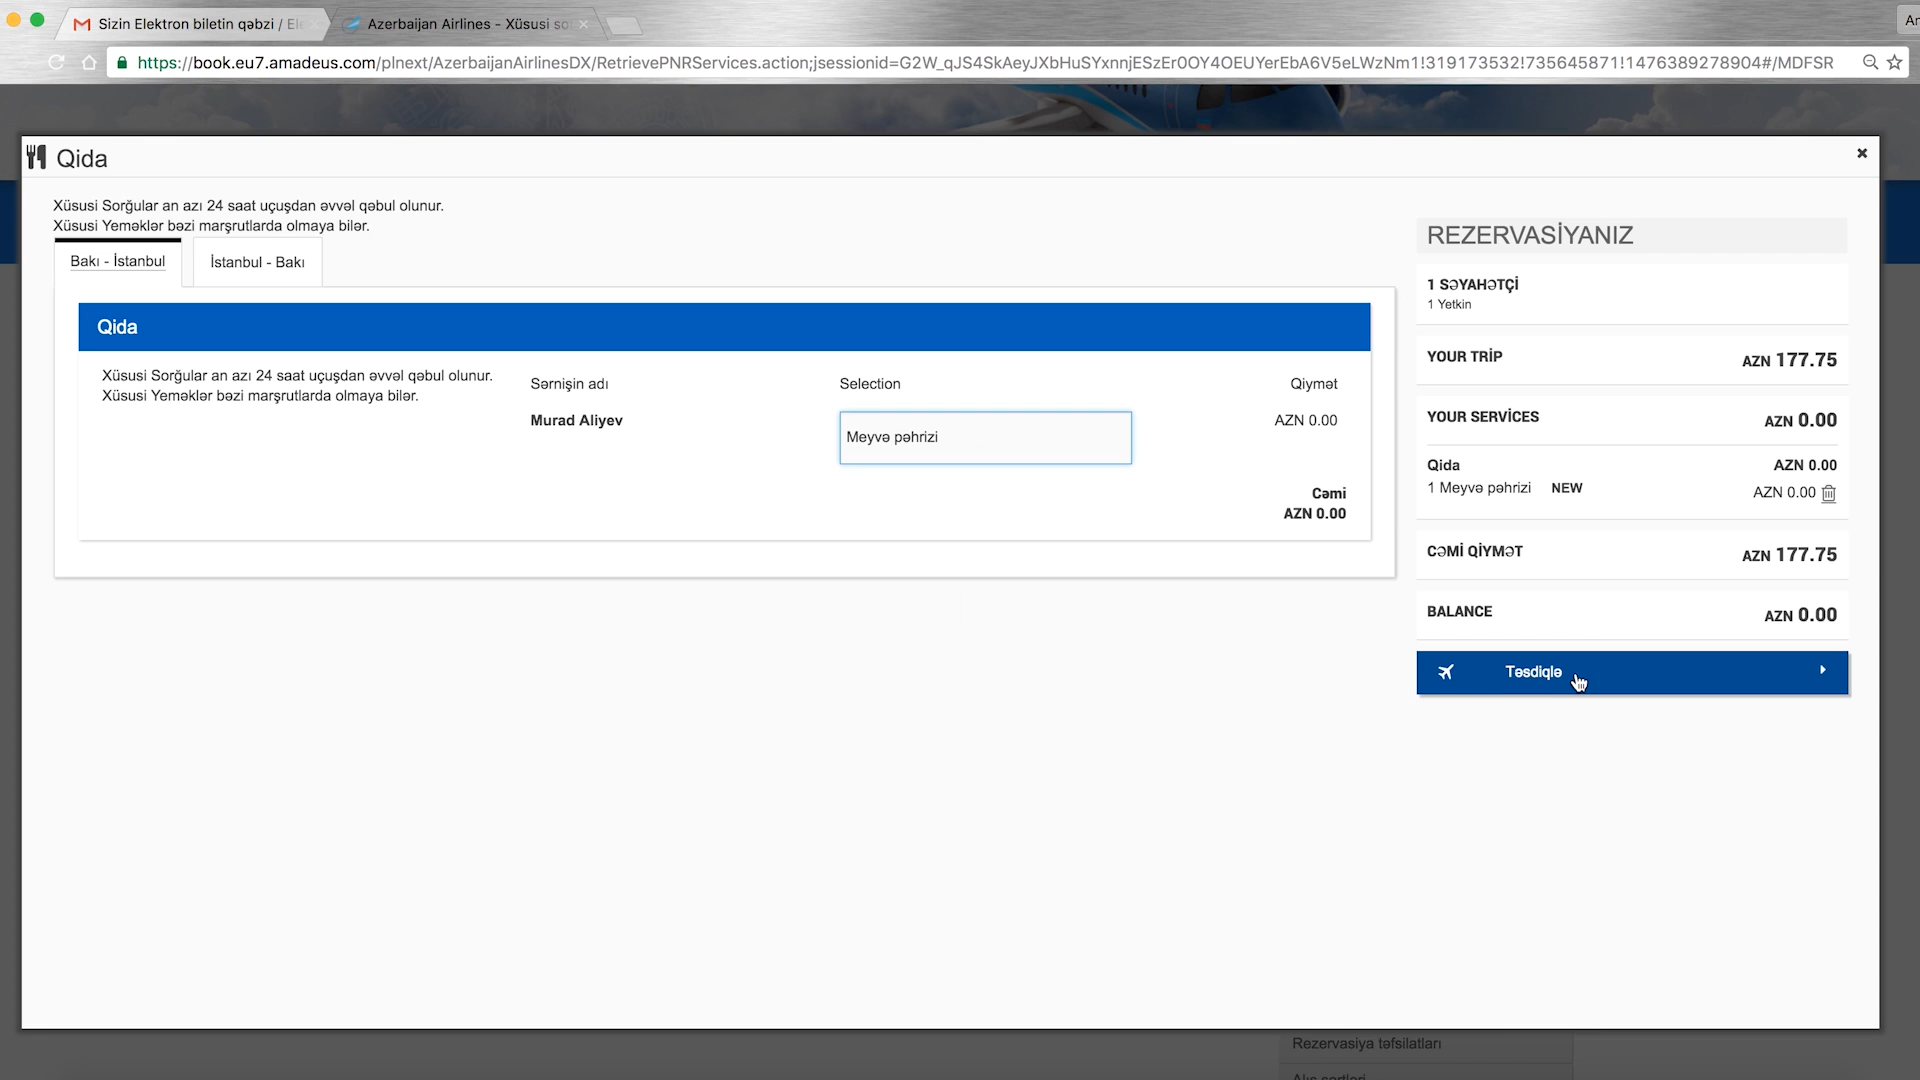 Sizin Elektron biletin qəbzi / Ele
Azerbaijan Airlines - Xüsusi so
An
https://book.eu7.amadeus.com/plnext/AzerbaijanAirlinesDX/RetrievePNRServices.action;jsessionid=G2W_qJS4SkAeyJXbHuSYxnnjESzEr0OY4OEUYerEbA6V5eLWzNm1!319173532!735645871!1476389278904#/MDFSR
Qida
Xüsusi Sorğular an azı 24 saat uçuşdan əvvəl qəbul olunur.
Xüsusi Yeməklər bəzi marşrutlarda olmaya bilər.
Bakı - İstanbul
İstanbul - Bakı
Qida
Xüsusi Sorğular an azı 24 saat uçuşdan əvvəl qəbul olunur.
Xüsusi Yeməklər bəzi marşrutlarda olmaya bilər.
Sərnişin adı
Selection
Qiymət
Murad Aliyev
Meyvə pəhrizi
AZN 0.00
Cəmi
AZN 0.00
REZERVASİYANIZ
1 SƏYAHƏTÇİ
1 Yetkin
YOUR TRİP
AZN 177.75
YOUR SERVİCES
AZN 0.00
Qida
AZN 0.00
1 Meyvə pəhrizi NEW
AZN 0.00
CƏMİ QİYMƏT
AZN 177.75
BALANCE
AZN 0.00
Təsdiqlə
Rezervasiya təfsilatları